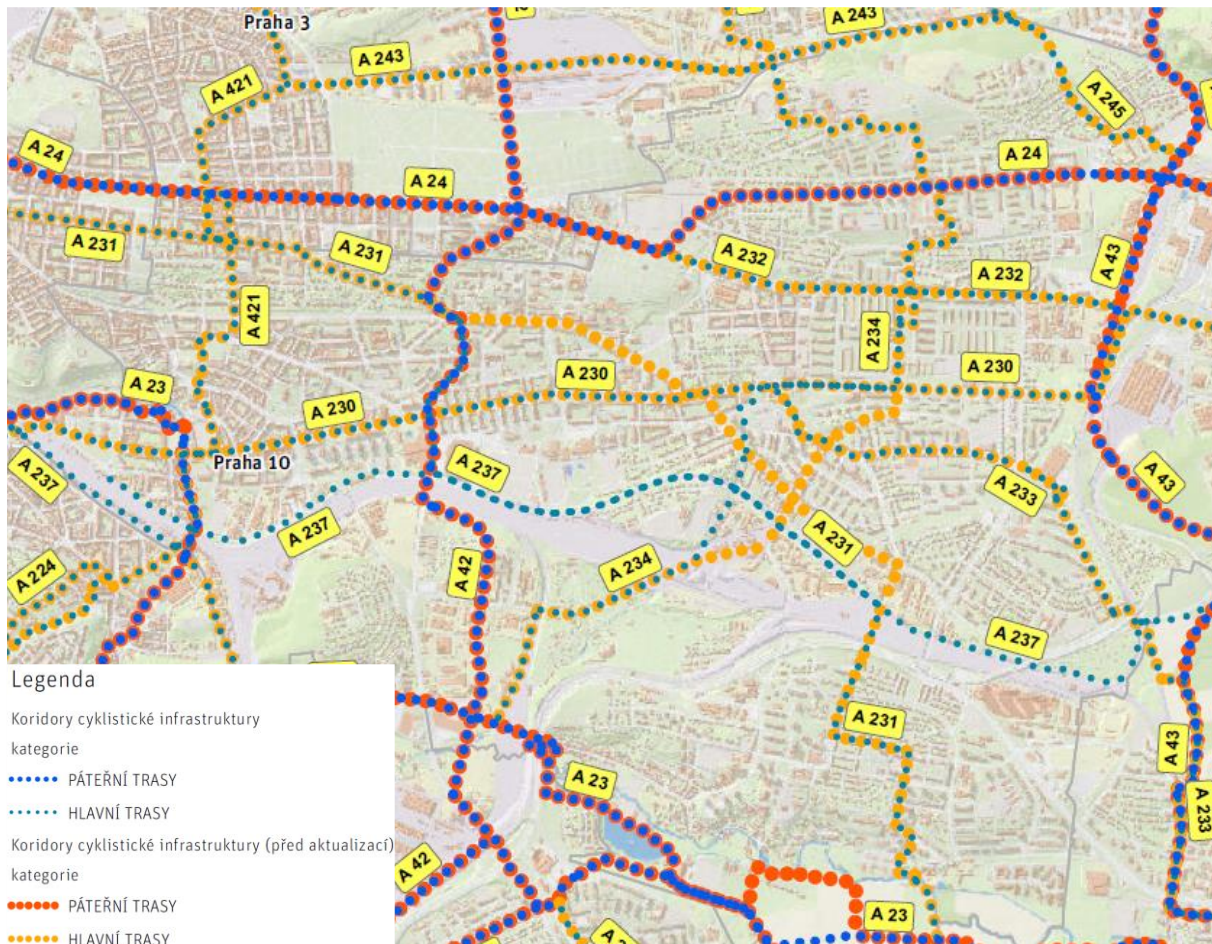 Praha 3
A 243
A 243
A 421
A 245
A 24
A 24
A 24
A 231
A 231
A 232
A 232
A 43
A 421
A 234
A 230
A 230
A 23
A 230
Praha 10
A 237
A 237
A 43
A 233
A 237
A 231
A 42
A 234
A 224
A 237
A 231
A 43
A 23
A 233
A 42
A 23
Legenda
Koridory cyklistické infrastruktury
kategorie
PÁTEŘNÍ TRASY
HLAVNÍ TRASY
Koridory cyklistické infrastruktury (před aktualizací)
kategorie
PÁTEŘNÍ TRASY
HLAVNÍ TRASY